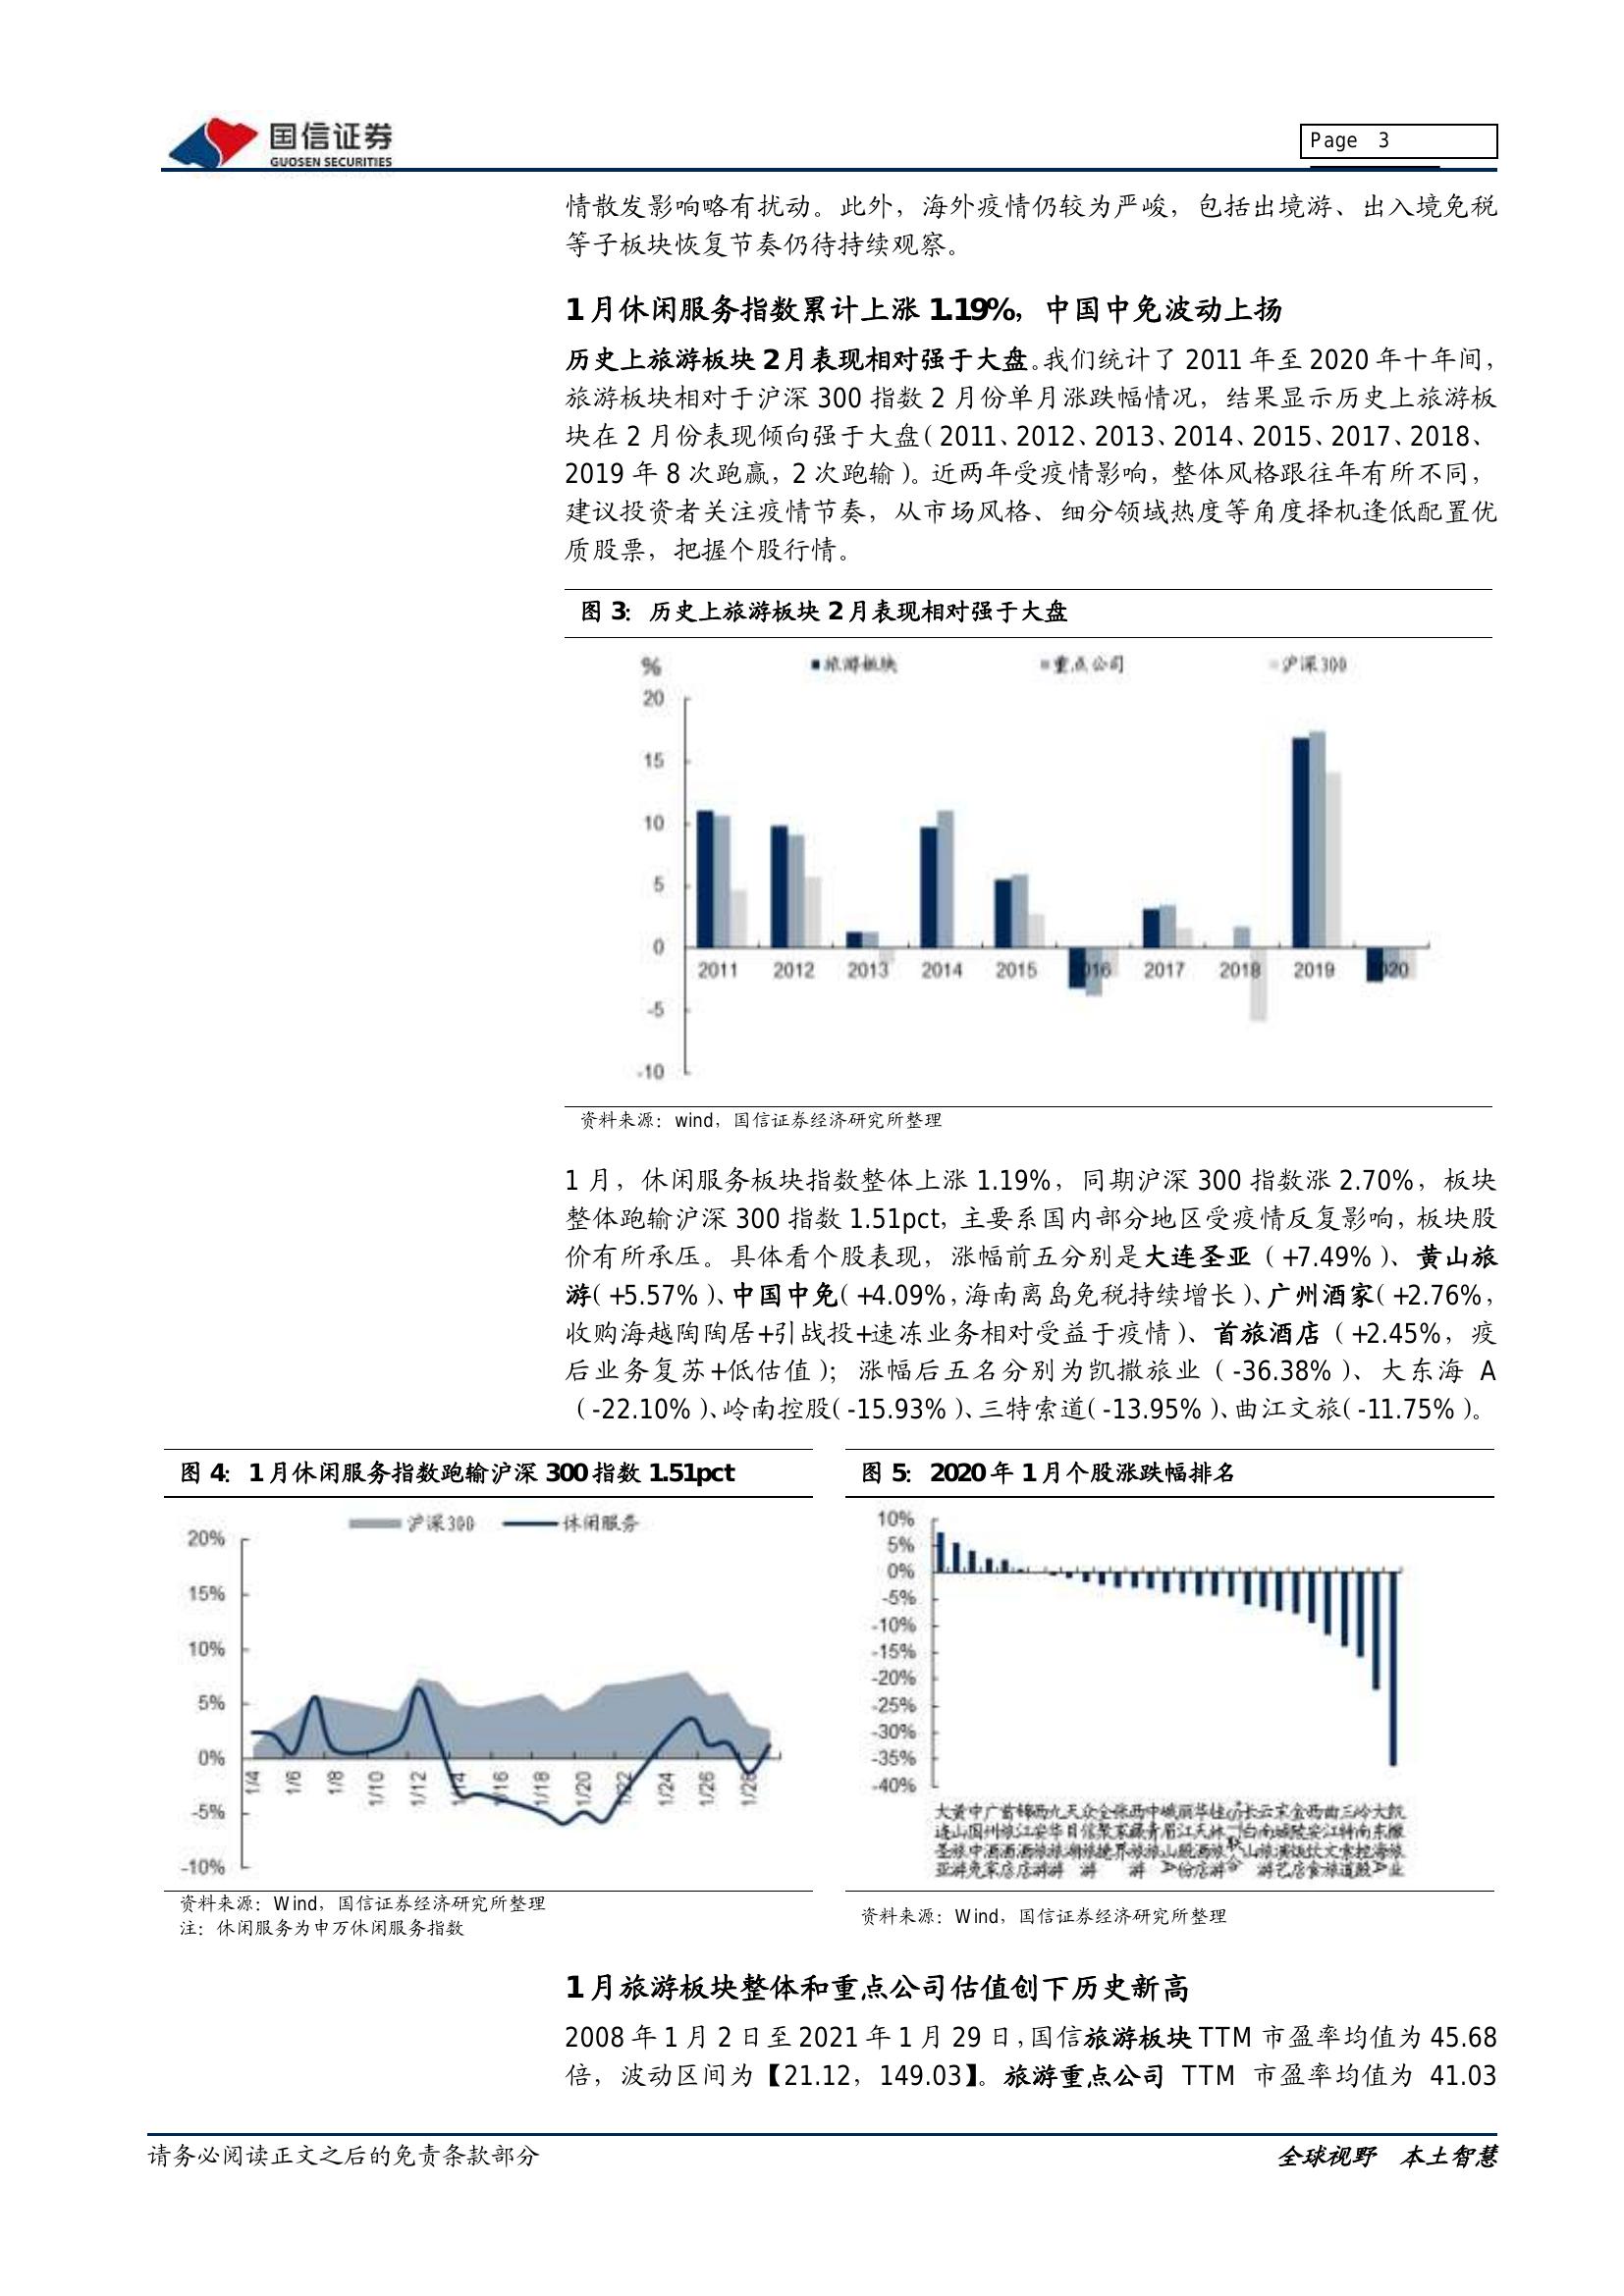 国信证券
GUOSEN SECURITIES
Page 3
情散发影响略有扰动。此外，海外疫情仍较为严峻，包括出境游、出入境免税
等子板块恢复节奏仍待持续观察。
1月休闲服务指数累计上涨 1.19%，中国中免波动上扬
历史上旅游板块2月表现相对强于大盘。我们统计了 2011 年至 2020 年十年间，
旅游板块相对于沪深 300 指数 2 月份单月涨跌幅情况，结果显示历史上旅游板
块在 2 月份表现倾向强于大盘（2011、2012、2013、2014、2015、2017、2018、
2019 年 8 次跑赢，2 次跑输）。近两年受疫情影响，整体风格跟往年有所不同，
建议投资者关注疫情节奏，从市场风格、细分领域热度等角度择机逢低配置优
质股票，把握个股行情。
图 3：历史上旅游板块 2月表现相对强于大盘
% 旅游板块 重点公司 沪深300
20
15
10
5
0
-5
-10
2011 2012 2013 2014 2015 2016 2017 2018 2019 2020
资料来源：wind，国信证券经济研究所整理
1 月，休闲服务板块指数整体上涨 1.19%，同期沪深 300 指数涨 2.70%，板块
整体跑输沪深 300 指数 1.51pct，主要系国内部分地区受疫情反复影响，板块股
价有所承压。具体看个股表现，涨幅前五分别是大连圣亚（+7.49%）、黄山旅
游（+5.57%）、中国中免（+4.09%，海南离岛免税持续增长）、广州酒家（+2.76%，
收购海越陶陶居+引战投+速冻业务相对受益于疫情）、首旅酒店（+2.45%，疫
后业务复苏+低估值）；涨幅后五名分别为凯撒旅业（-36.38%）、大东海 A
（-22.10%）、岭南控股（-15.93%）、三特索道（-13.95%）、曲江文旅（-11.75%）。
图 4：1月休闲服务指数跑输沪深 300指数 1.51pct
沪深300 休闲服务
20%
15%
10%
5%
0%
-5%
-10%
1/4 1/6 1/8 1/10 1/12 1/14 1/16 1/18 1/20 1/22 1/24 1/26 1/28
资料来源：Wind，国信证券经济研究所整理
注：休闲服务为申万休闲服务指数
图 5：2020年 1月个股涨跌幅排名
10%
5%
0%
-5%
-10%
-15%
-20%
-25%
-30%
-35%
-40%
资料来源：Wind，国信证券经济研究所整理
1月旅游板块整体和重点公司估值创下历史新高
2008 年 1 月 2 日至 2021 年 1 月 29 日，国信旅游板块 TTM 市盈率均值为 45.68
倍，波动区间为【21.12，149.03】。旅游重点公司 TTM 市盈率均值为 41.03
请务必阅读正文之后的免责条款部分
全球视野 本土智慧